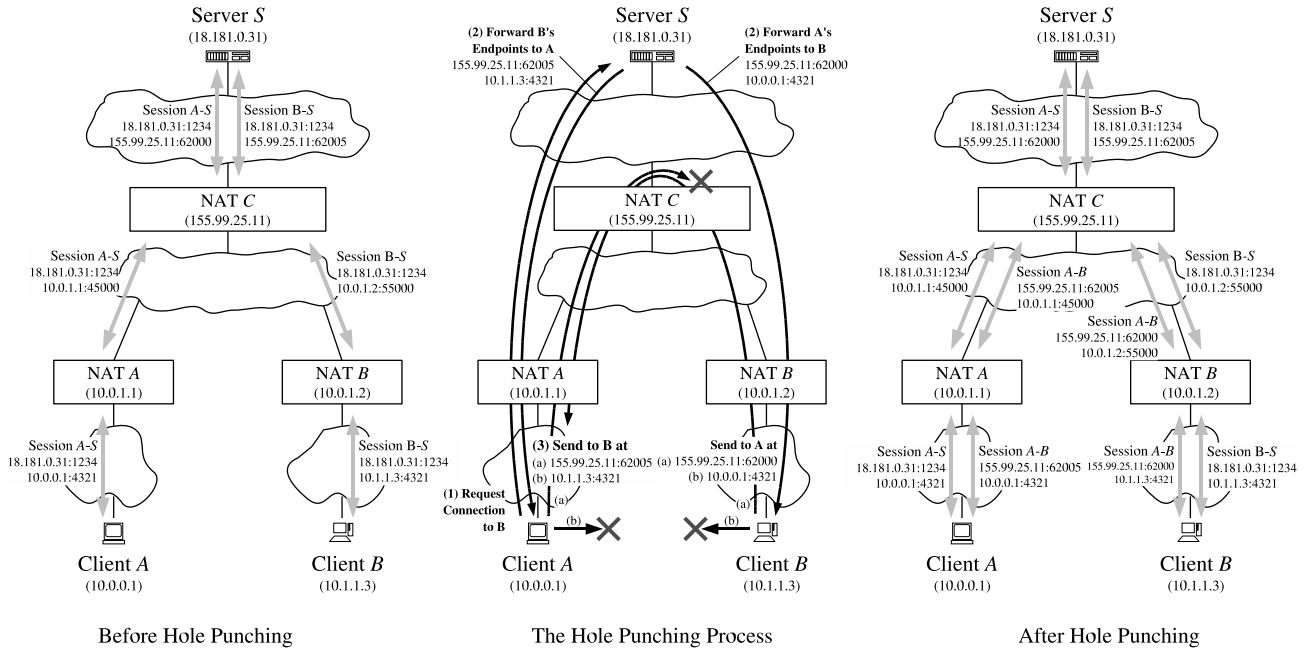 Server S
(18.181.0.31)
Session A-S
18.181.0.31:1234
155.99.25.11:62000
Session B-S
18.181.0.31:1234
155.99.25.11:62005
NAT C
(155.99.25.11)
Session A-S
18.181.0.31:1234
10.0.1.1:45000
Session B-S
18.181.0.31:1234
10.0.1.2:55000
NAT A
(10.0.1.1)
NAT B
(10.0.1.2)
Session A-S
18.181.0.31:1234
10.0.0.1:4321
Session B-S
18.181.0.31:1234
10.1.1.3:4321
Client A
(10.0.0.1)
Client B
(10.1.1.3)
Before Hole Punching
Server S
(18.181.0.31)
(2) Forward B's
Endpoints to A
155.99.25.11:62005
10.1.1.3:4321
(2) Forward A's
Endpoints to B
155.99.25.11:62000
10.0.0.1:4321
NAT C
(155.99.25.11)
NAT A
(10.0.1.1)
NAT B
(10.0.1.2)
(3) Send to B at
(a) 155.99.25.11:62005
(b) 10.1.1.3:4321
Send to A at
(a) 155.99.25.11:62000
(b) 10.0.0.1:4321
(1) Request
Connection
to B
(a)
(b)
(a)
(b)
Client A
(10.0.0.1)
Client B
(10.1.1.3)
The Hole Punching Process
Server S
(18.181.0.31)
Session A-S
18.181.0.31:1234
155.99.25.11:62000
Session B-S
18.181.0.31:1234
155.99.25.11:62005
NAT C
(155.99.25.11)
Session A-S
18.181.0.31:1234
10.0.1.1:45000
Session A-B
155.99.25.11:62005
10.0.1.1:45000
Session B-S
18.181.0.31:1234
10.0.1.2:55000
Session A-B
155.99.25.11:62000
10.0.1.2:55000
NAT A
(10.0.1.1)
NAT B
(10.0.1.2)
Session A-S
18.181.0.31:1234
10.0.0.1:4321
Session A-B
155.99.25.11:62005
10.0.0.1:4321
Session A-B
155.99.25.11:62000
10.1.1.3:4321
Session B-S
18.181.0.31:1234
10.1.1.3:4321
Client A
(10.0.0.1)
Client B
(10.1.1.3)
After Hole Punching